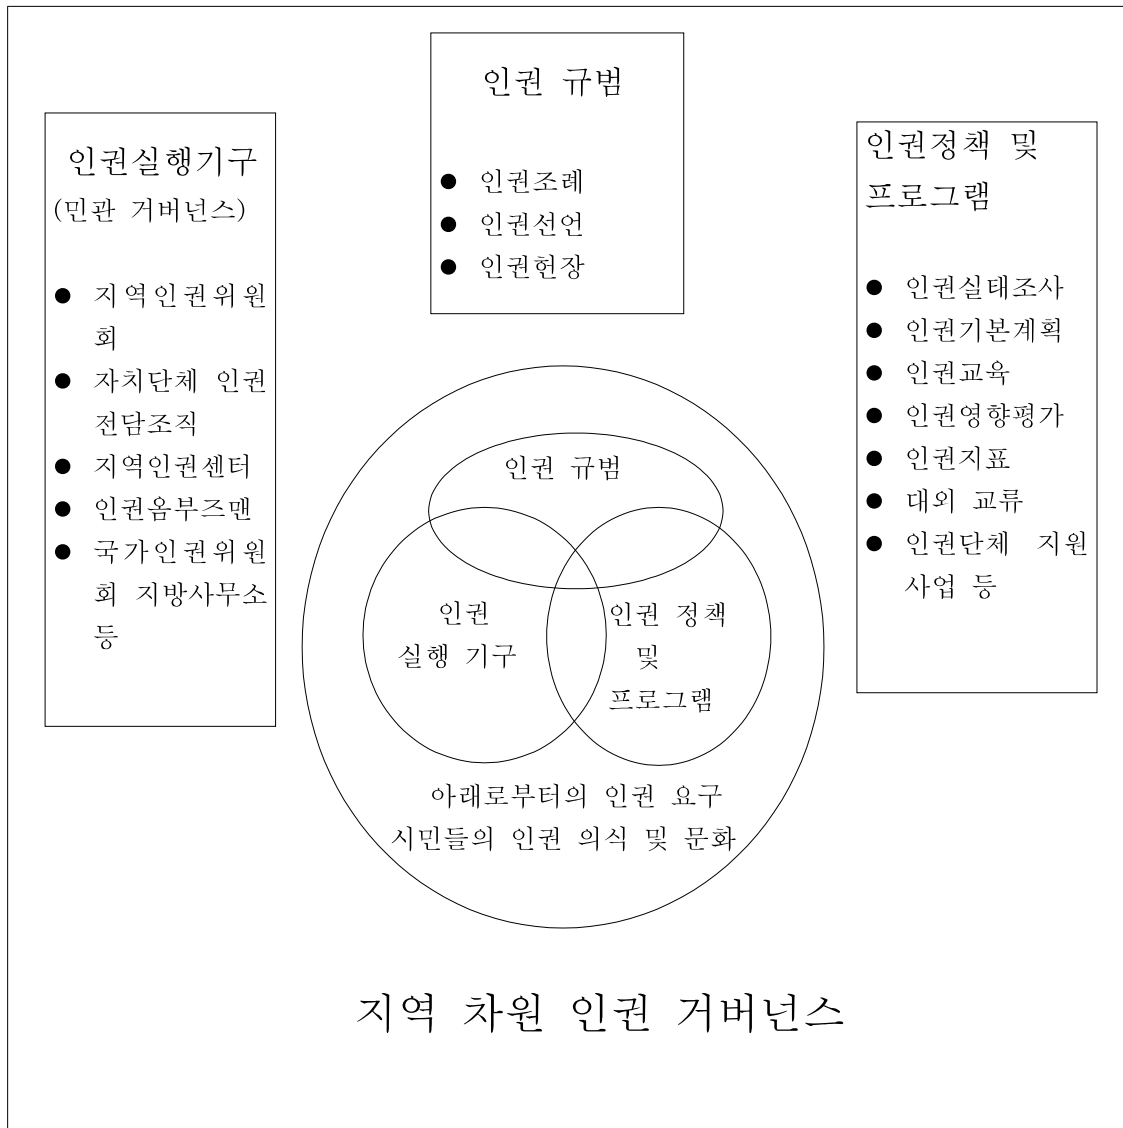 인권 규범
● 인권조례
● 인권선언
● 인권헌장
인권실행기구
(민관 거버넌스)
● 지역인권위원
회
● 자치단체 인권
전담조직
● 지역인권센터
● 인권옴부즈맨
● 국가인권위원
회 지방사무소
등
인권정책 및
프로그램
● 인권실태조사
● 인권기본계획
● 인권교육
● 인권영향평가
● 인권지표
● 대외 교류
● 인권단체 지원
사업 등
인권 규범
인권
실행 기구
인권 정책
및
프로그램
아래로부터의 인권 요구
시민들의 인권 의식 및 문화
지역 차원 인권 거버넌스